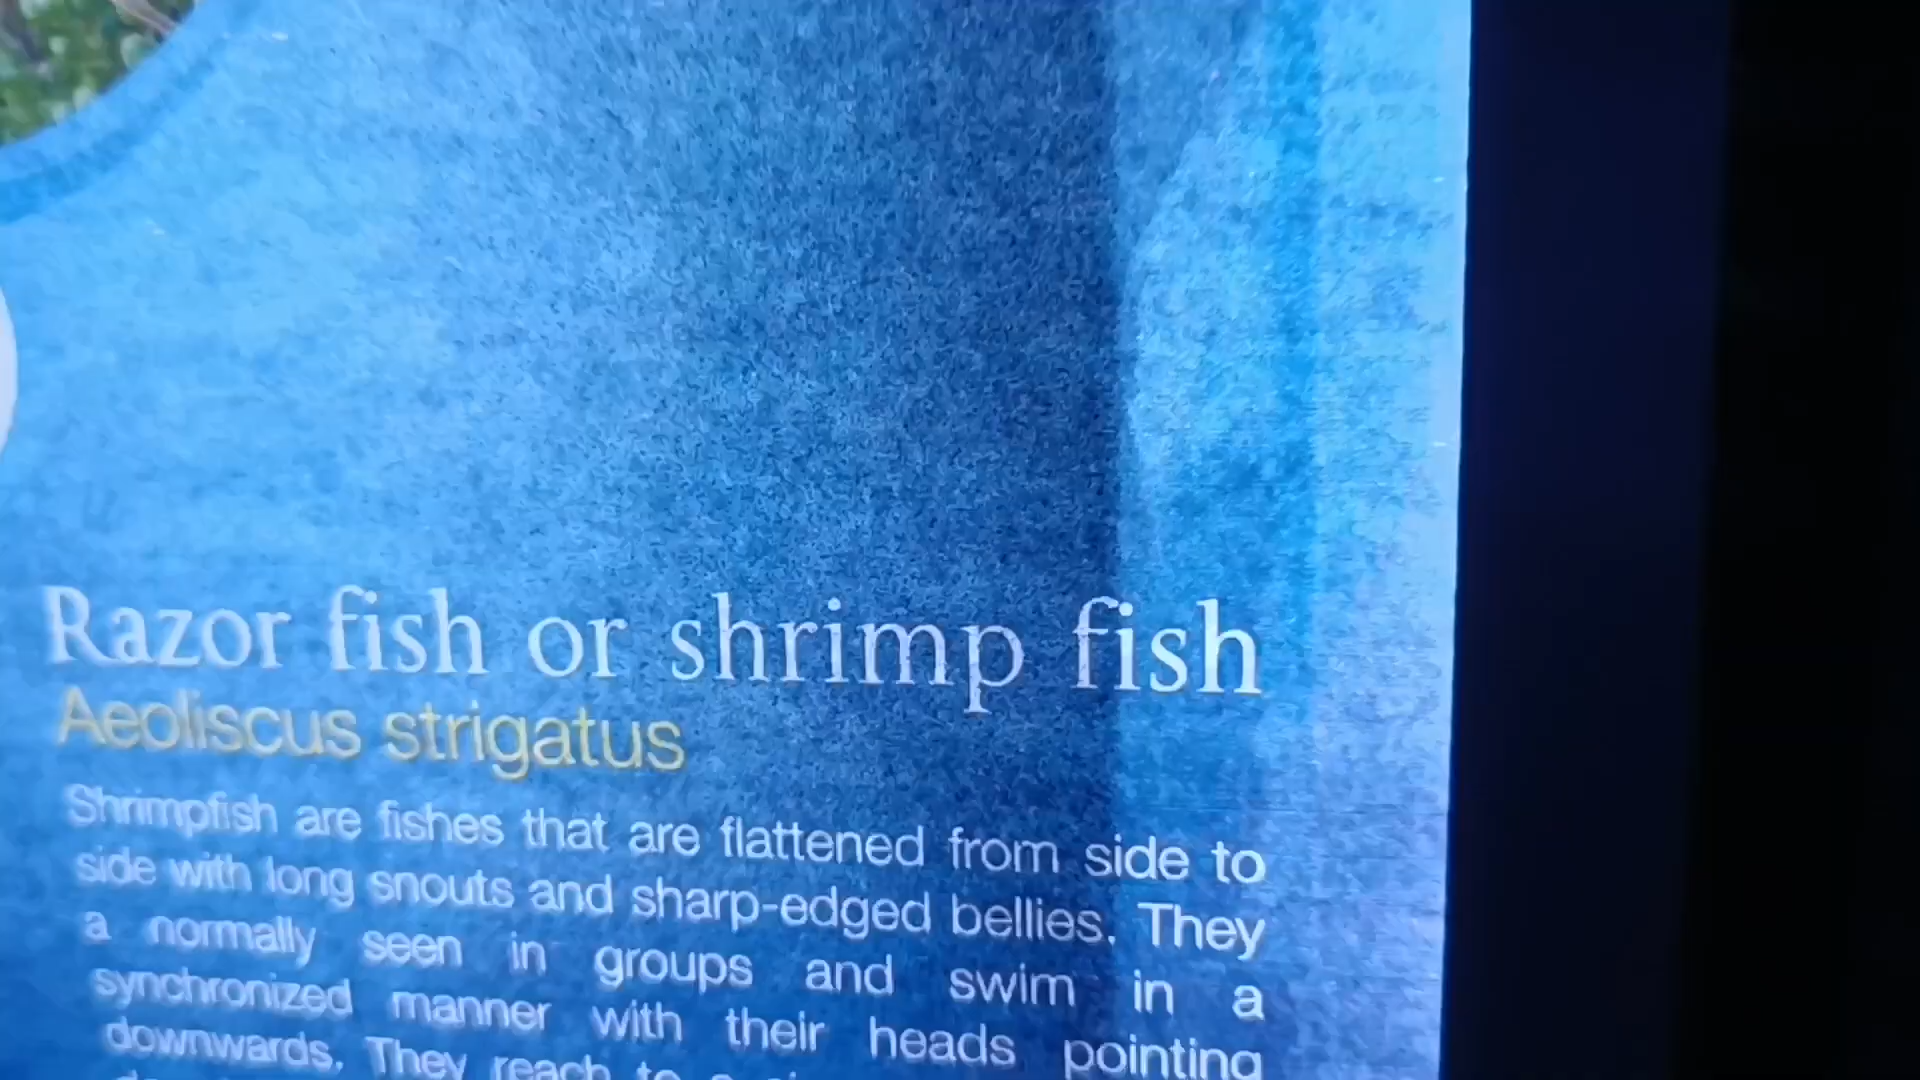 Razor fish or shrimp fish
Aeoliscus strigatus
Shrimpfish are fishes that are flattened from side to
side with long snouts and sharp-edged bellies. They
a normally seen in groups and swim in a
synchronized manner with their heads pointing
downwards. They reach to a